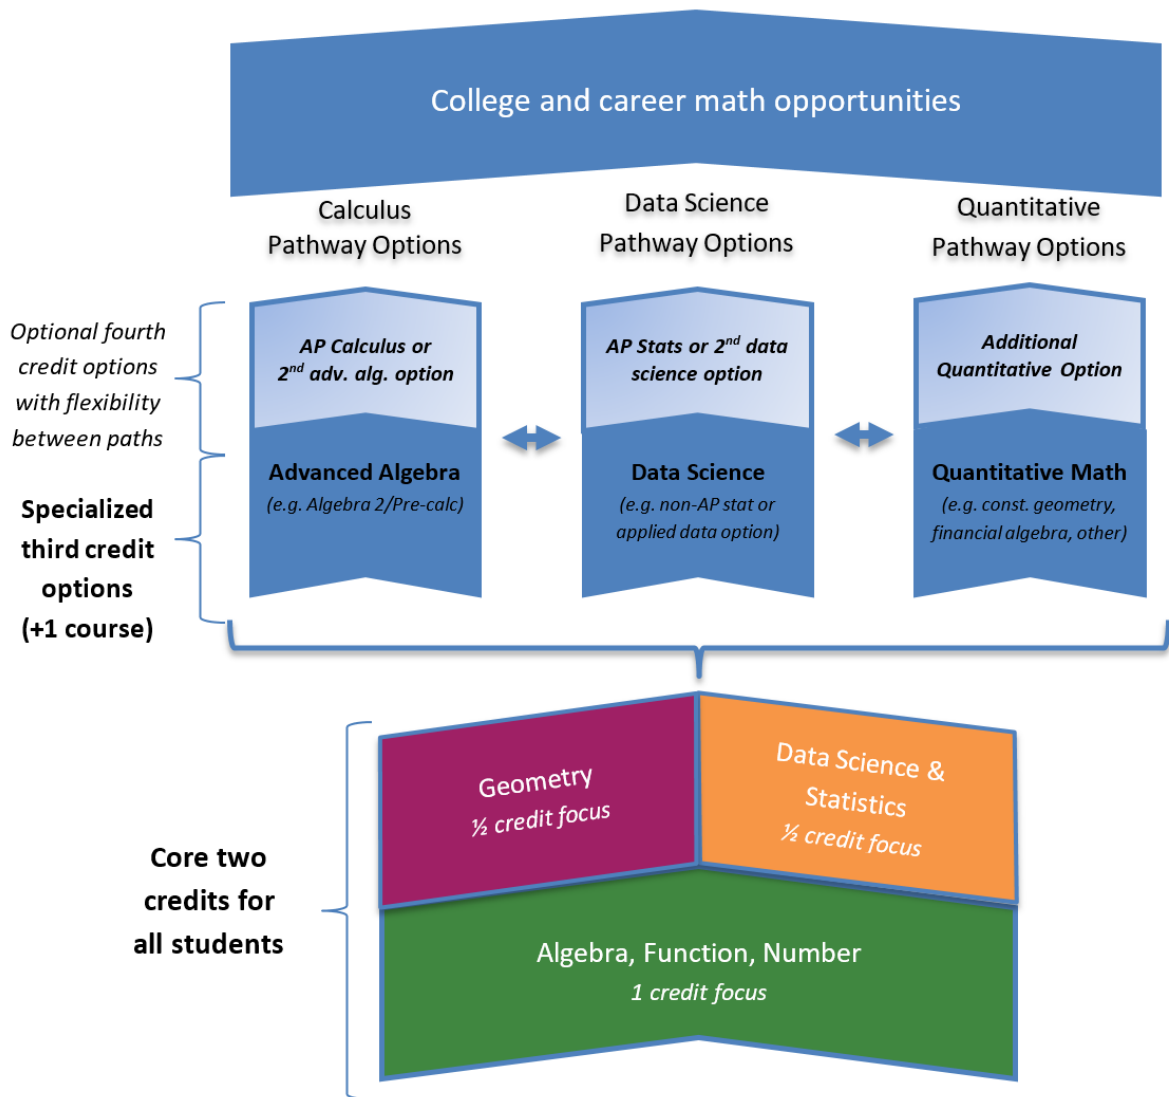 College and career math opportunities
Calculus
Pathway Options
Data Science
Pathway Options
Quantitative
Pathway Options
Optional fourth
credit options
with flexibility
between paths
AP Calculus or
2nd adv. alg. option
AP Stats or 2nd data
science option
Additional
Quantitative Option
Specialized
third credit
options
(+1 course)
Advanced Algebra
(e.g. Algebra 2/Pre-calc)
Data Science
(e.g. non-AP stat or
applied data option)
Quantitative Math
(e.g. const. geometry,
financial algebra, other)
Core two
credits for
all students
Geometry
½ credit focus
Data Science &
Statistics
½ credit focus
Algebra, Function, Number
1 credit focus